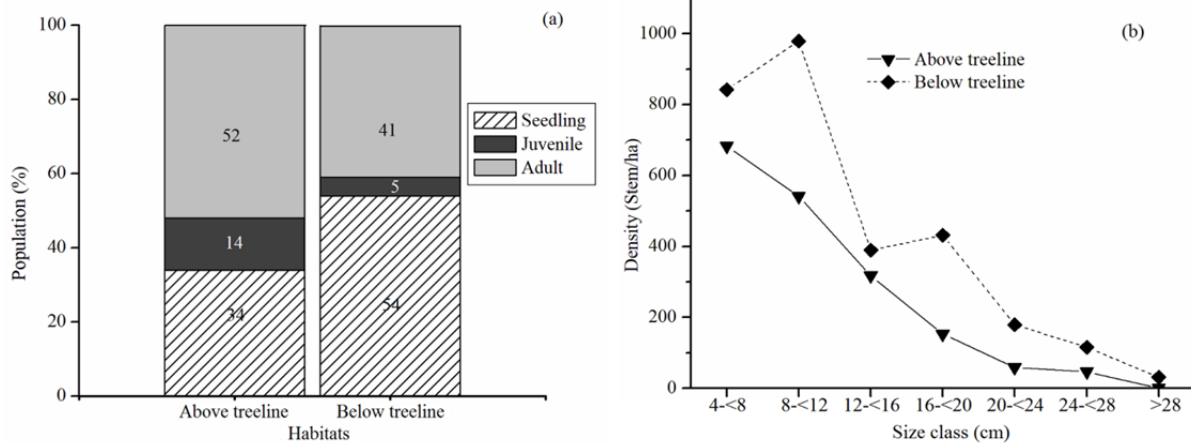 (a)
100
80
60
40
20
0
Population (%)
52
14
34
41
5
54
Seedling
Juvenile
Adult
Above treeline
Below treeline
Habitats
(b)
1000
800
600
400
200
0
Density (Stem/ha)
Above treeline
Below treeline
4-<8 8-<12 12-<16 16-<20 20-<24 24-<28 >28
Size class (cm)